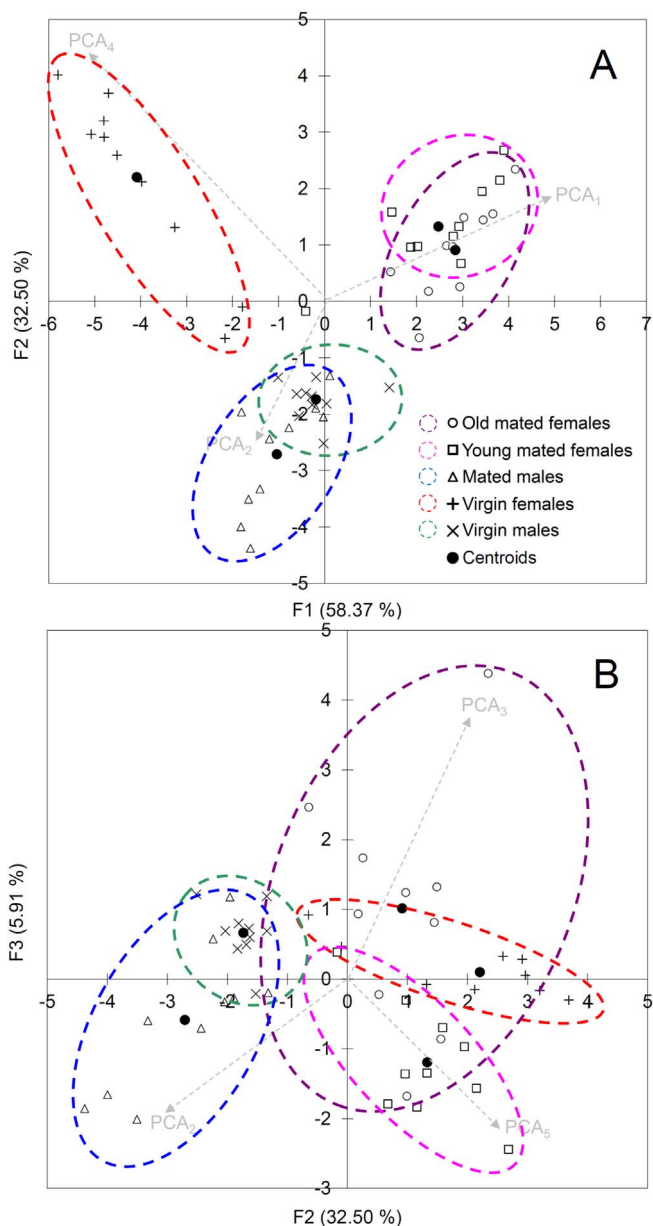 5
PCA4
A
4
3
2
PCA1
1
F2 (32.50 %)
0
-6 -5 -4 -3 -2 -1 0 1 2 3 4 5 6 7
-1
-2
PCA2
-3
-4
-5
Old mated females
Young mated females
Mated males
Virgin females
Virgin males
Centroids
F1 (58.37 %)
5
B
4
PCA3
3
2
1
F3 (5.91 %)
0
-5 -4 -3 -2 -1 0 1 2 3 4 5
-1
PCA2
PCA5
-2
-3
F2 (32.50 %)